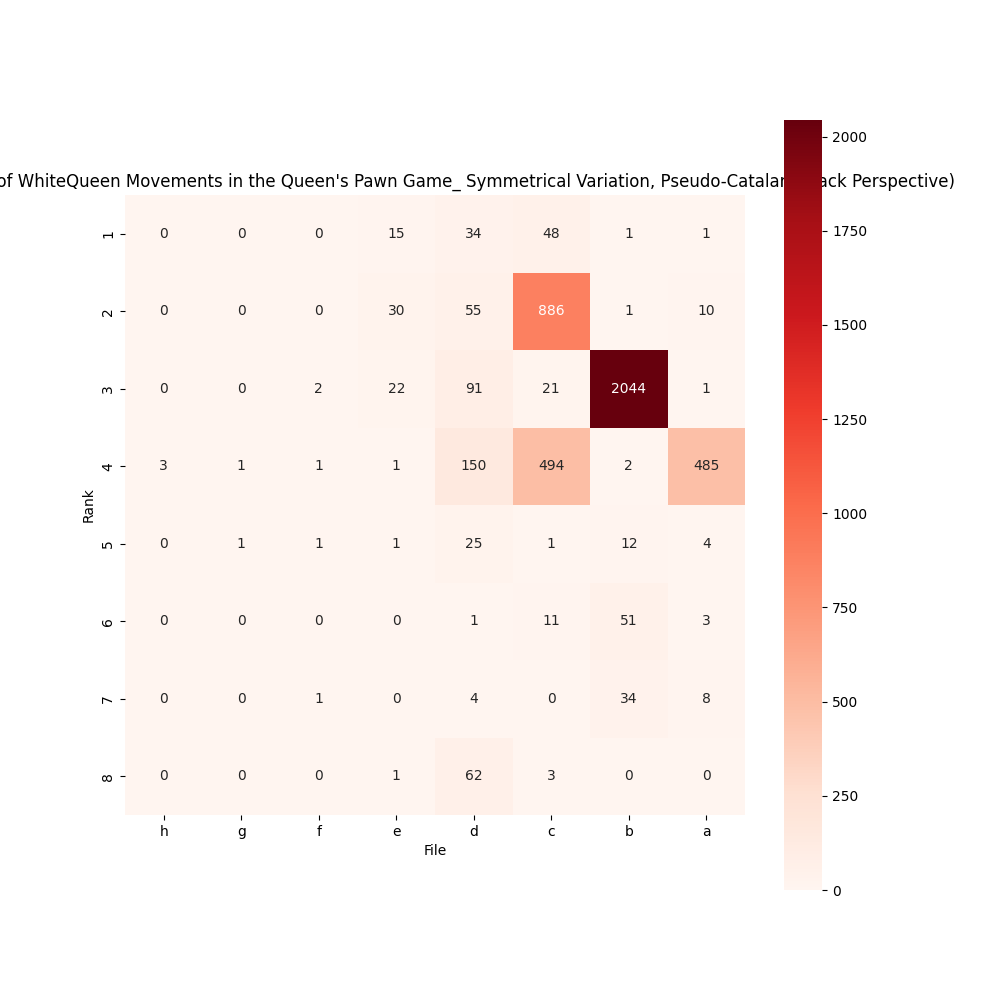 of WhiteQueen Movements in the Queen's Pawn Game_ Symmetrical Variation, Pseudo-Catalan ack Perspective)
2000
1750
1500
1250
1000
750
500
250
0
Rank
1 0 0 0 15 34 48 1 1
2 0 0 0 30 55 886 1 10
3 0 0 2 22 91 21 2044 1
4 3 1 1 1 150 494 2 485
5 0 1 1 1 25 1 12 4
6 0 0 0 0 1 11 51 3
7 0 0 1 0 4 0 34 8
8 0 0 0 1 62 3 0 0
h g f e d c b a
File